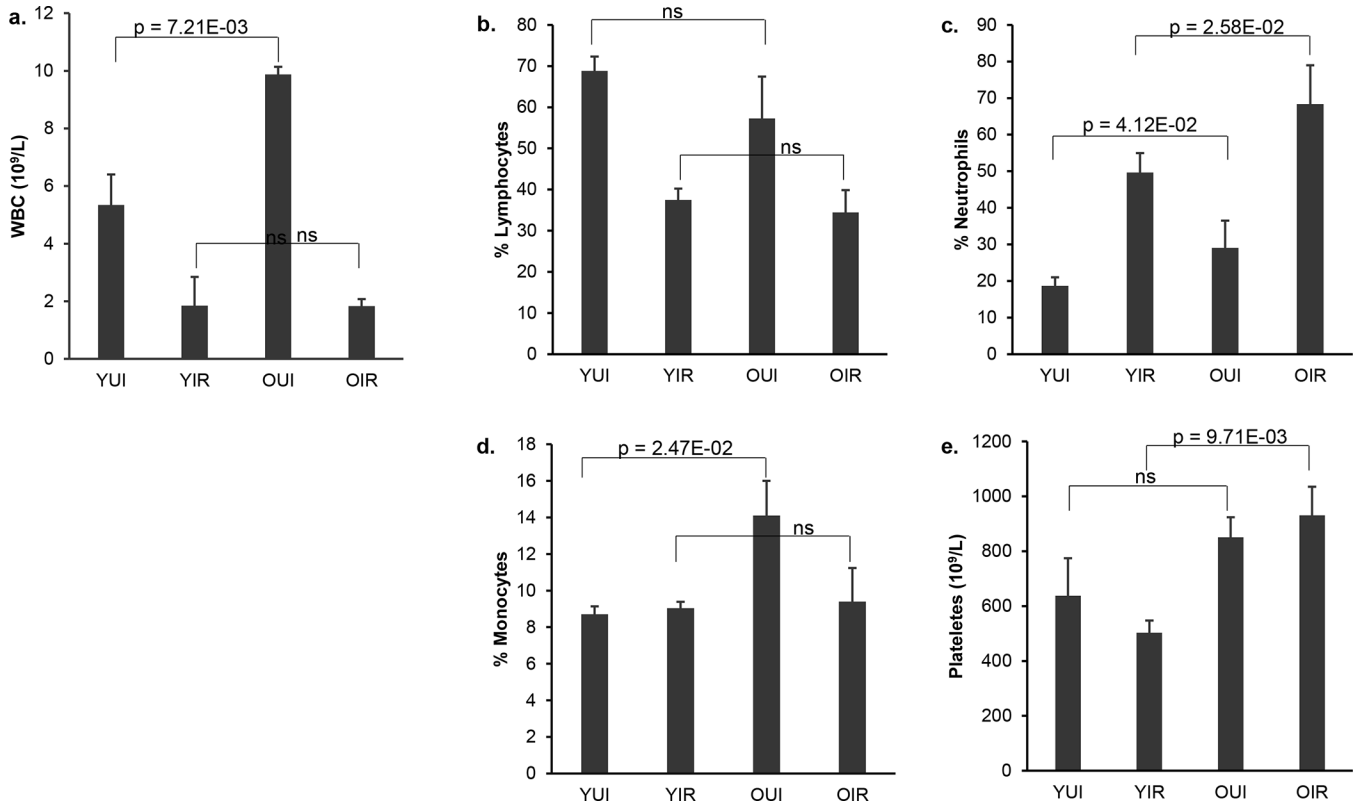 a.
WBC (10⁹/L)
12
10
8
6
4
2
0
p = 7.21E-03
ns ns
YUI YIR OUI OIR
b.
% Lymphocytes
80
70
60
50
40
30
20
10
0
ns
ns
YUI YIR OUI OIR
c.
% Neutrophils
90
80
70
60
50
40
30
20
10
0
p = 2.58E-02
p = 4.12E-02
YUI YIR OUI OIR
d.
% Monocytes
18
16
14
12
10
8
6
4
2
0
p = 2.47E-02
ns
YUI YIR OUI OIR
e.
Plateletes (10⁹/L)
1200
1000
800
600
400
200
0
p = 9.71E-03
ns
YUI YIR OUI OIR